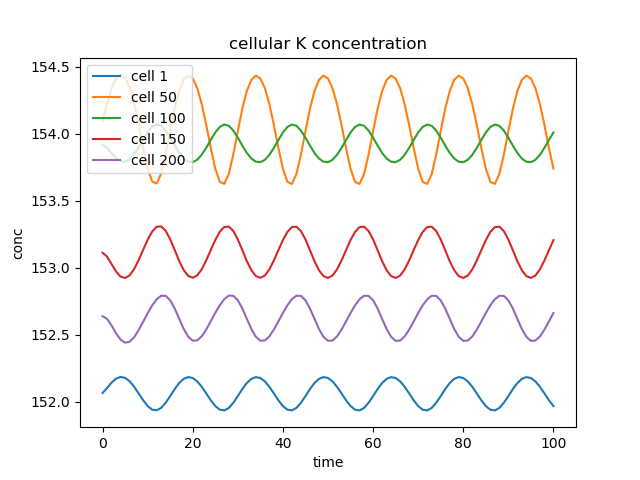 cellular K concentration
154.5
154.0
153.5
153.0
152.5
152.0
conc
cell 1
cell 50
cell 100
cell 150
cell 200
0
20
40
60
80
100
time